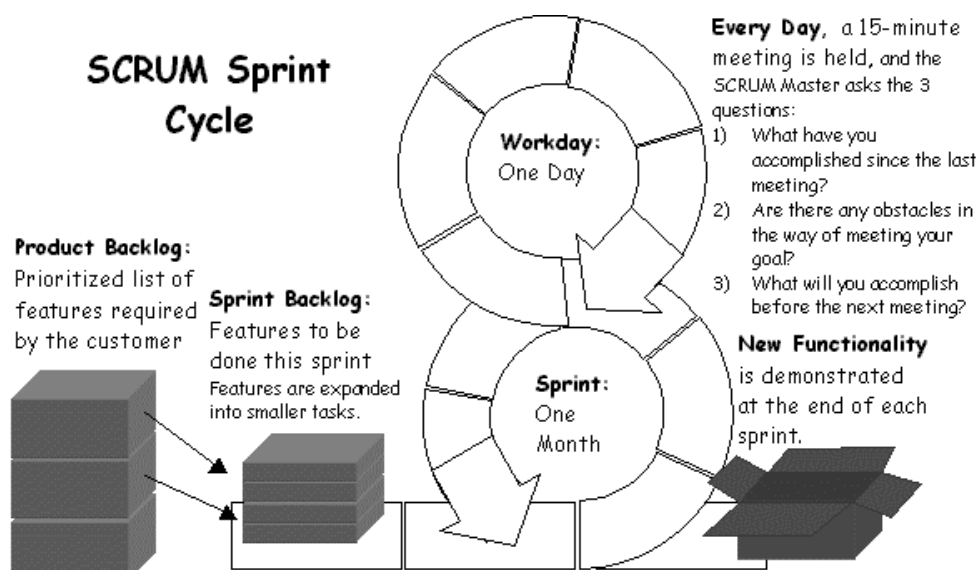 SCRUM Sprint
Cycle
Every Day, a 15-minute
meeting is held, and the
SCRUM Master asks the 3
questions:
1) What have you
accomplished since the last
meeting?
2) Are there any obstacles in
the way of meeting your
goal?
3) What will you accomplish
before the next meeting?
Workday:
One Day
Product Backlog:
Prioritized list of
features required
by the customer
Sprint Backlog:
Features to be
done this sprint
Features are expanded
into smaller tasks.
Sprint:
One
Month
New Functionality
is demonstrated
at the end of each
sprint.